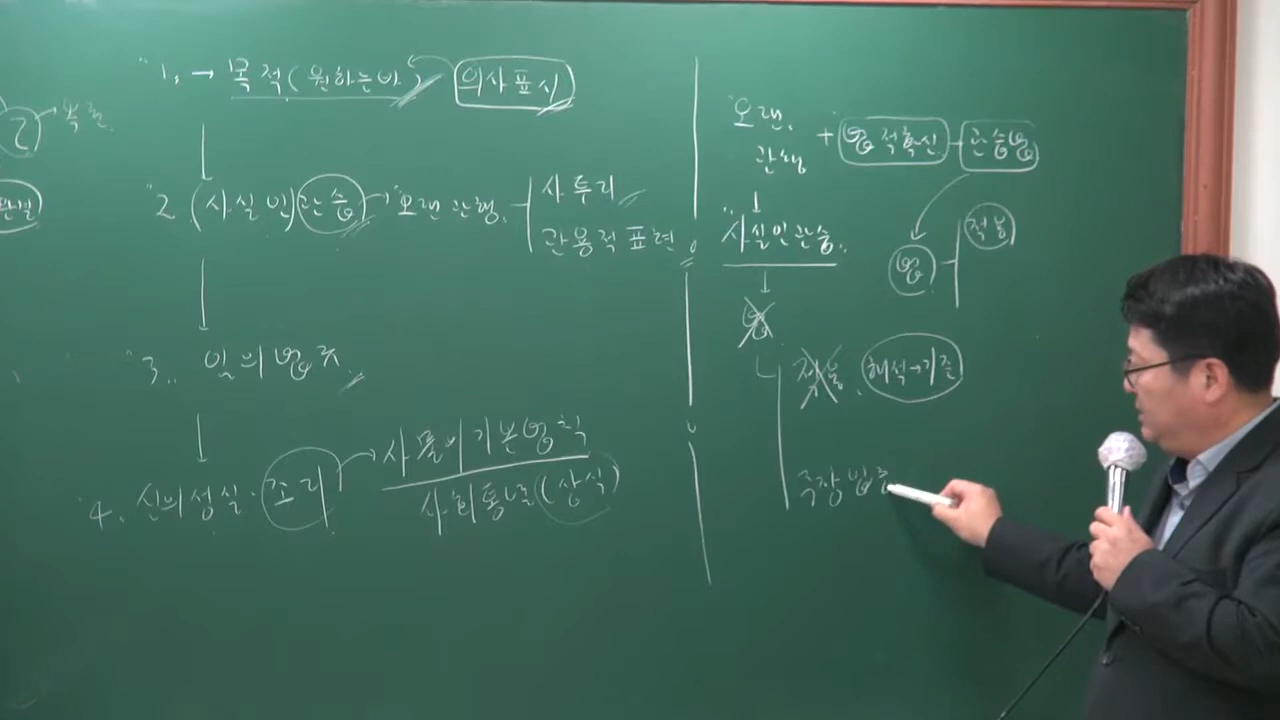 "1. → 목적(원하는바) 의사표시
"2. (사실인)관습 → "오랜 관행. 사투리
관용적 표현
"3.. 임의법규
"4. 신의성실. 조리 → 사물의 기본법칙
사회통념(상식)
"오랜. + 법적확신 관습법
관행
"사실인관습.
법 적용
법
적용. 해석→기준
주장 입증